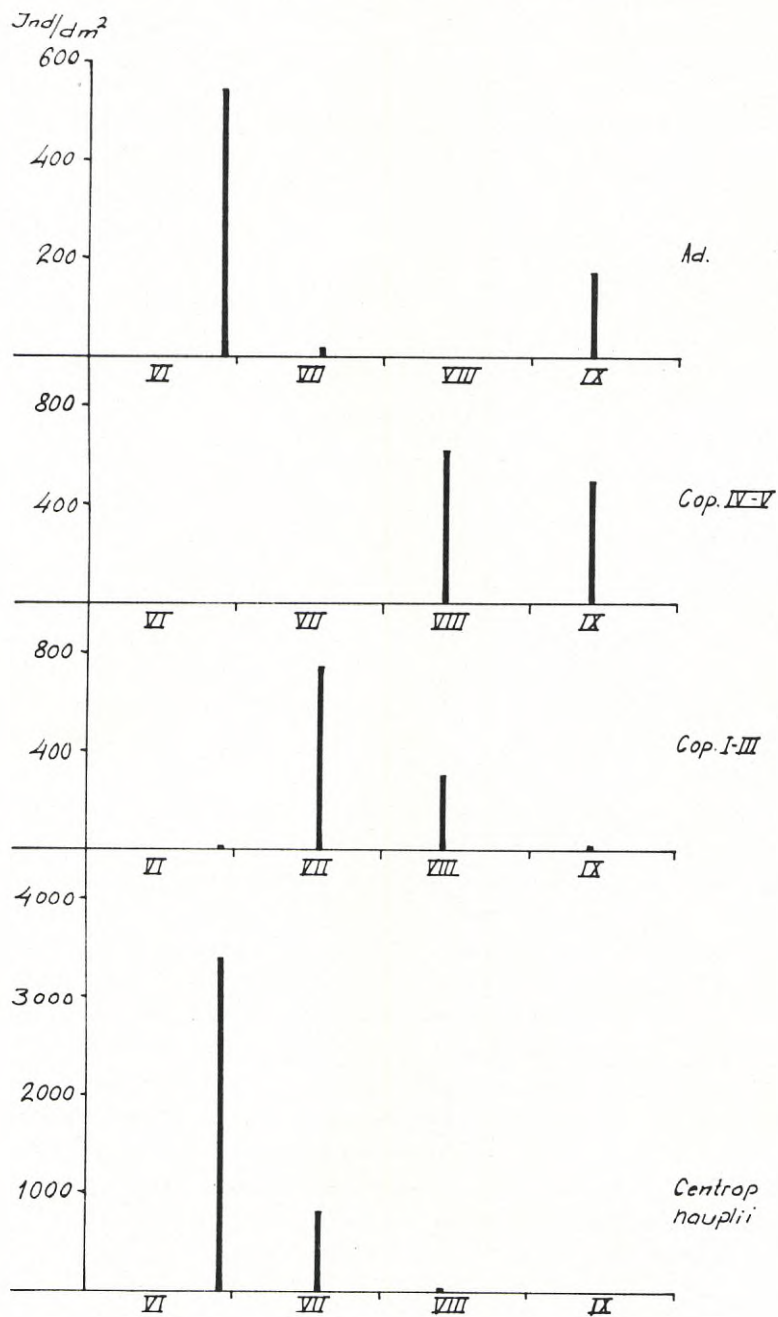 Ind/dm²
600
400
200
Ad.
VI VII VIII IX
800
400
Cop. IV-V
VI VII VIII IX
800
400
Cop. I-III
VI VII VIII IX
4000
3000
2000
1000
Centrop
nauplii
VI VII VIII IX